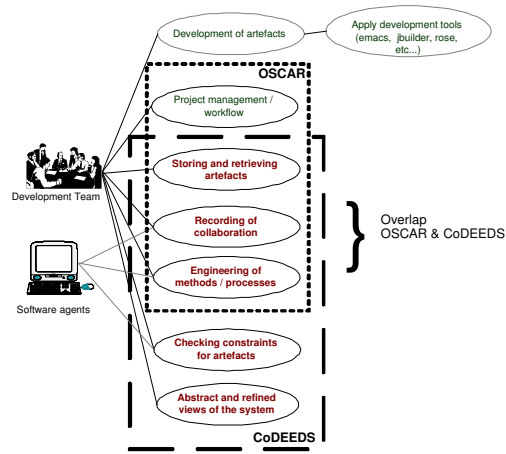 Development of artefacts
Apply development tools
(emacs, jbuilder, rose,
etc...)
OSCAR
Project management /
workflow
Storing and retrieving
artefacts
Development Team
Recording of
collaboration
Overlap
OSCAR & CoDEEDS
Engineering of
methods / processes
Software agents
Checking constraints
for artefacts
Abstract and refined
views of the system
CoDEEDS